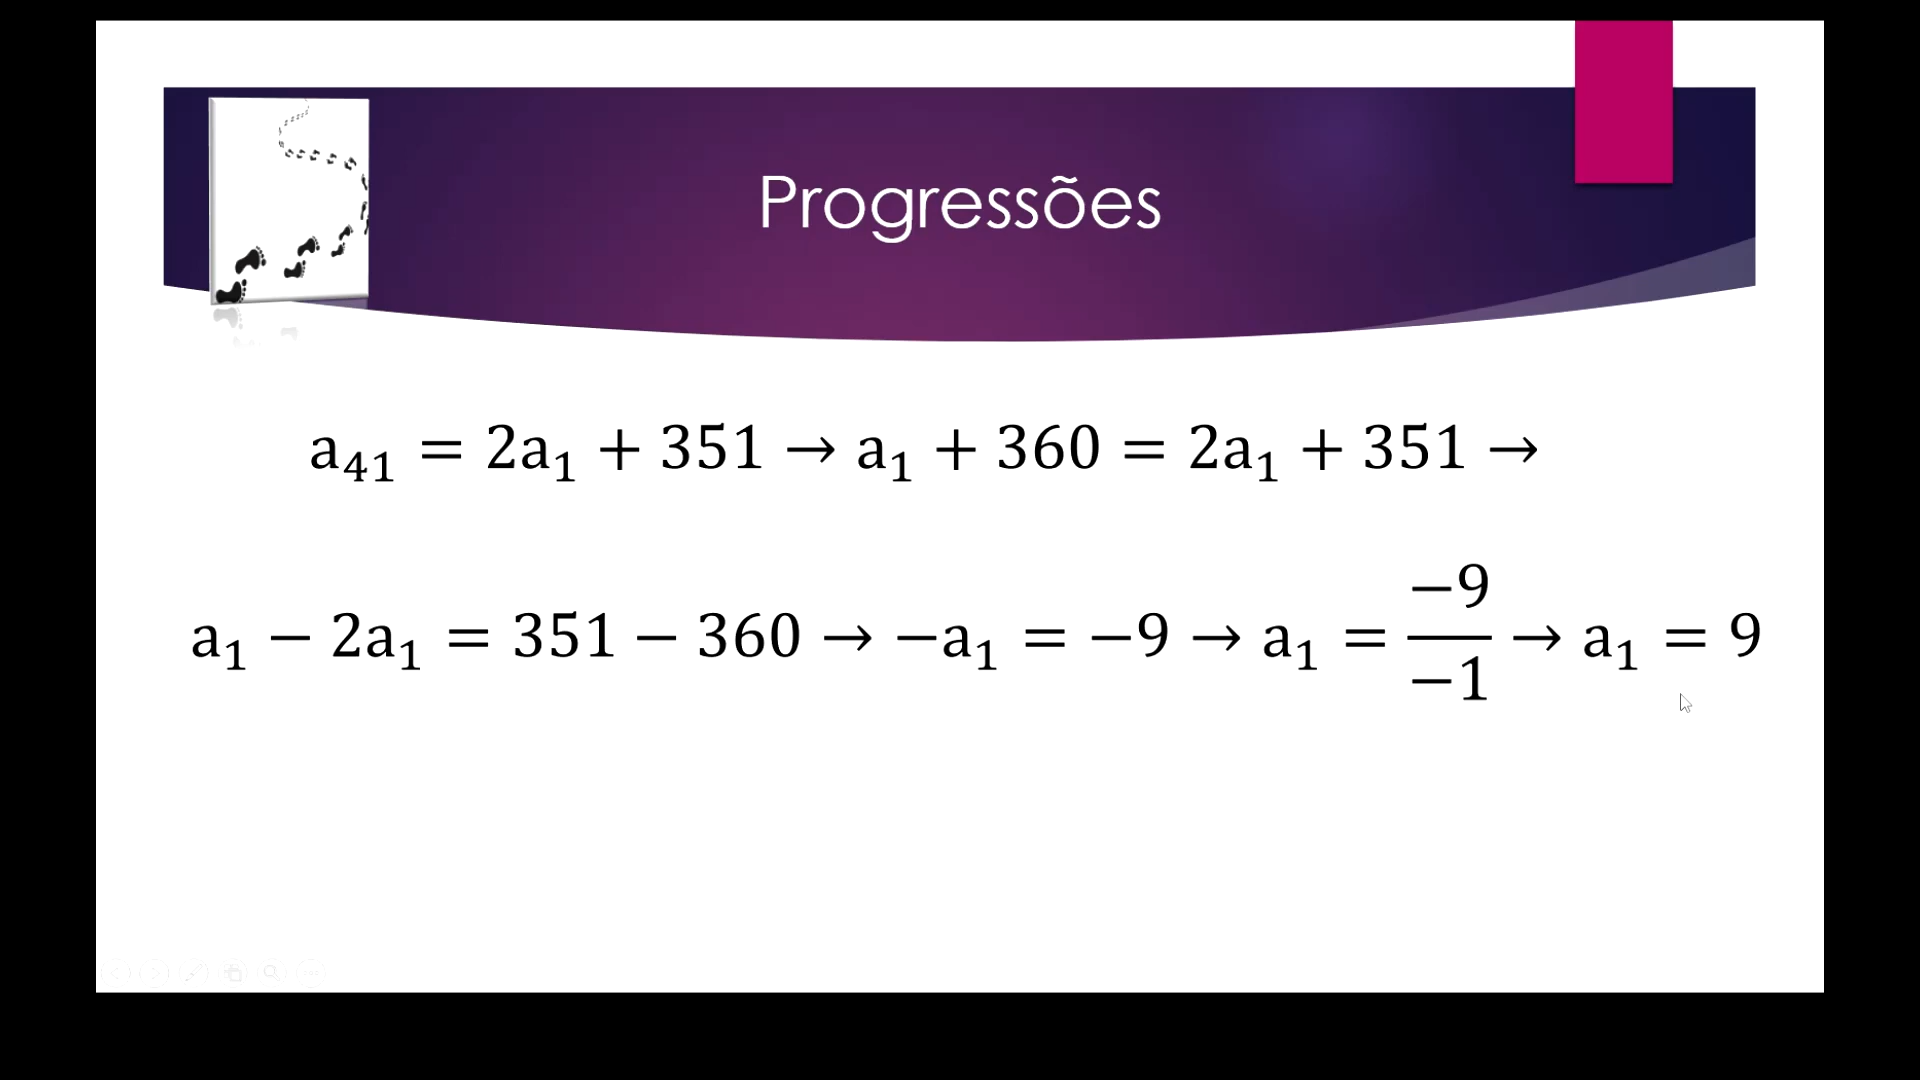 Progressões
a₄₁ = 2a₁ + 351 → a₁ + 360 = 2a₁ + 351 →
a₁ − 2a₁ = 351 − 360 → −a₁ = −9 → a₁ = −9/−1 → a₁ = 9